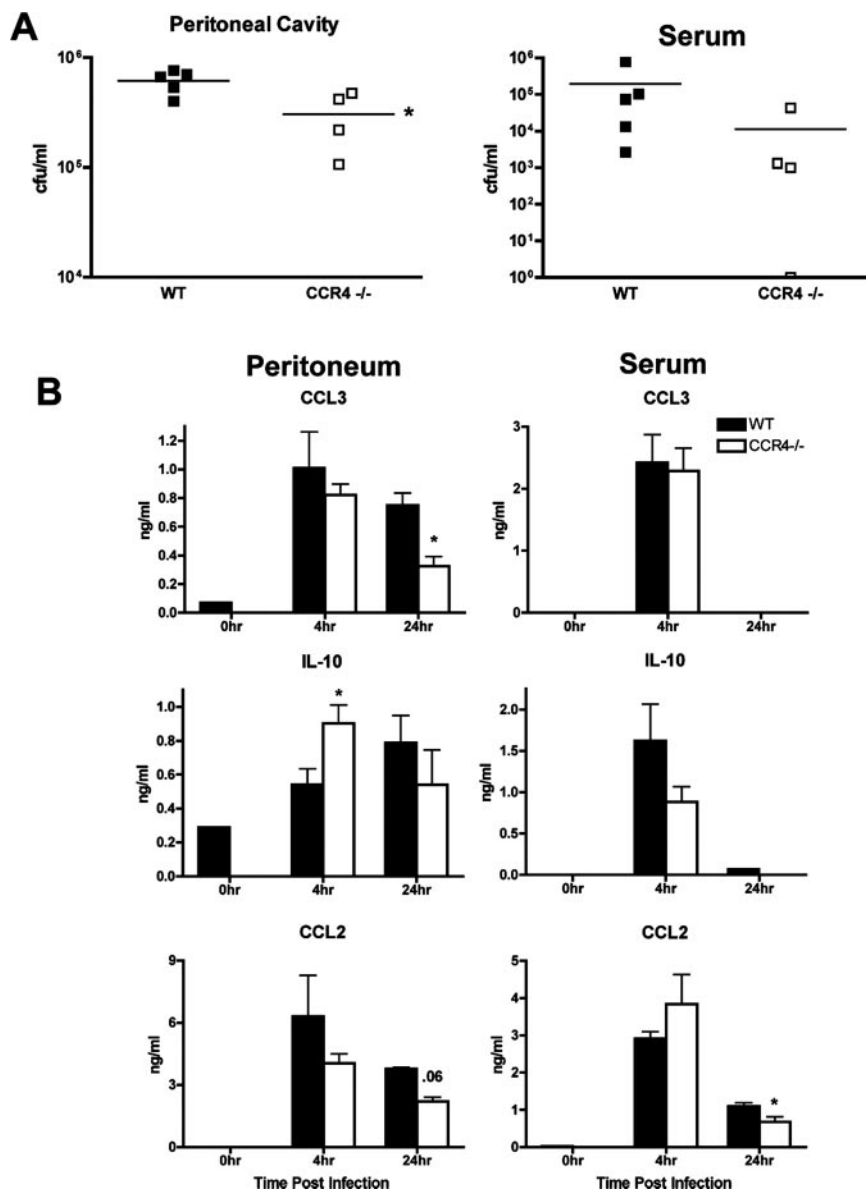 A
Peritoneal Cavity
Serum
cfu/ml
10⁶
10⁵
10⁴
WT
CCR4 -/-
*
cfu/ml
10⁶
10⁵
10⁴
10³
10²
10¹
10⁰
WT
CCR4 -/-
B
Peritoneum
Serum
CCL3
ng/ml
1.2
1.0
0.8
0.6
0.4
0.2
0.0
*
0hr
4hr
24hr
CCL3
WT
CCR4-/-
ng/ml
3
2
1
0
0hr
4hr
24hr
IL-10
ng/ml
1.0
0.8
0.6
0.4
0.2
0.0
*
0hr
4hr
24hr
IL-10
ng/ml
2.0
1.5
1.0
0.5
0.0
0hr
4hr
24hr
CCL2
ng/ml
9
6
3
0
.06
0hr
4hr
24hr
Time Post Infection
CCL2
ng/ml
5
4
3
2
1
0
*
0hr
4hr
24hr
Time Post Infection